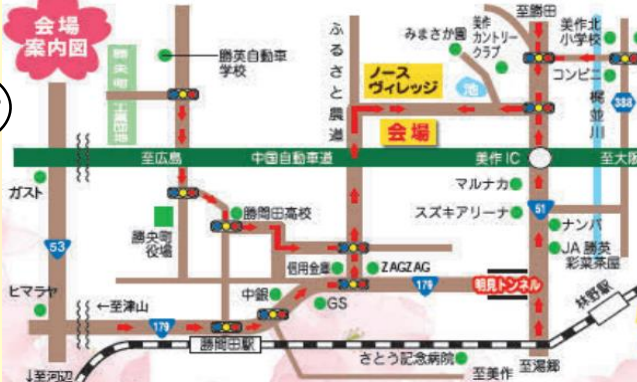 会場
案内図
勝央町
工業団地
勝英自動車
学校
ふるさと農道
みまさか園
美作
カントリー
クラブ
至勝田
美作北
小学校
コンビニ
388
梶並川
ノース
ヴィレッジ
池
会場
至広島
中国自動車道
美作IC
至大阪
ガスト
53
ヒマラヤ
勝央町
役場
勝間田高校
マルナカ
スズキアリーナ
51
ナンバ
JA勝英
彩菜茶屋
信用金庫
ZAGZAG
179
明見トンネル
中銀
GS
←至津山
179
勝間田駅
林野駅
さとう記念病院
至湯郷
至美作
↓至河辺